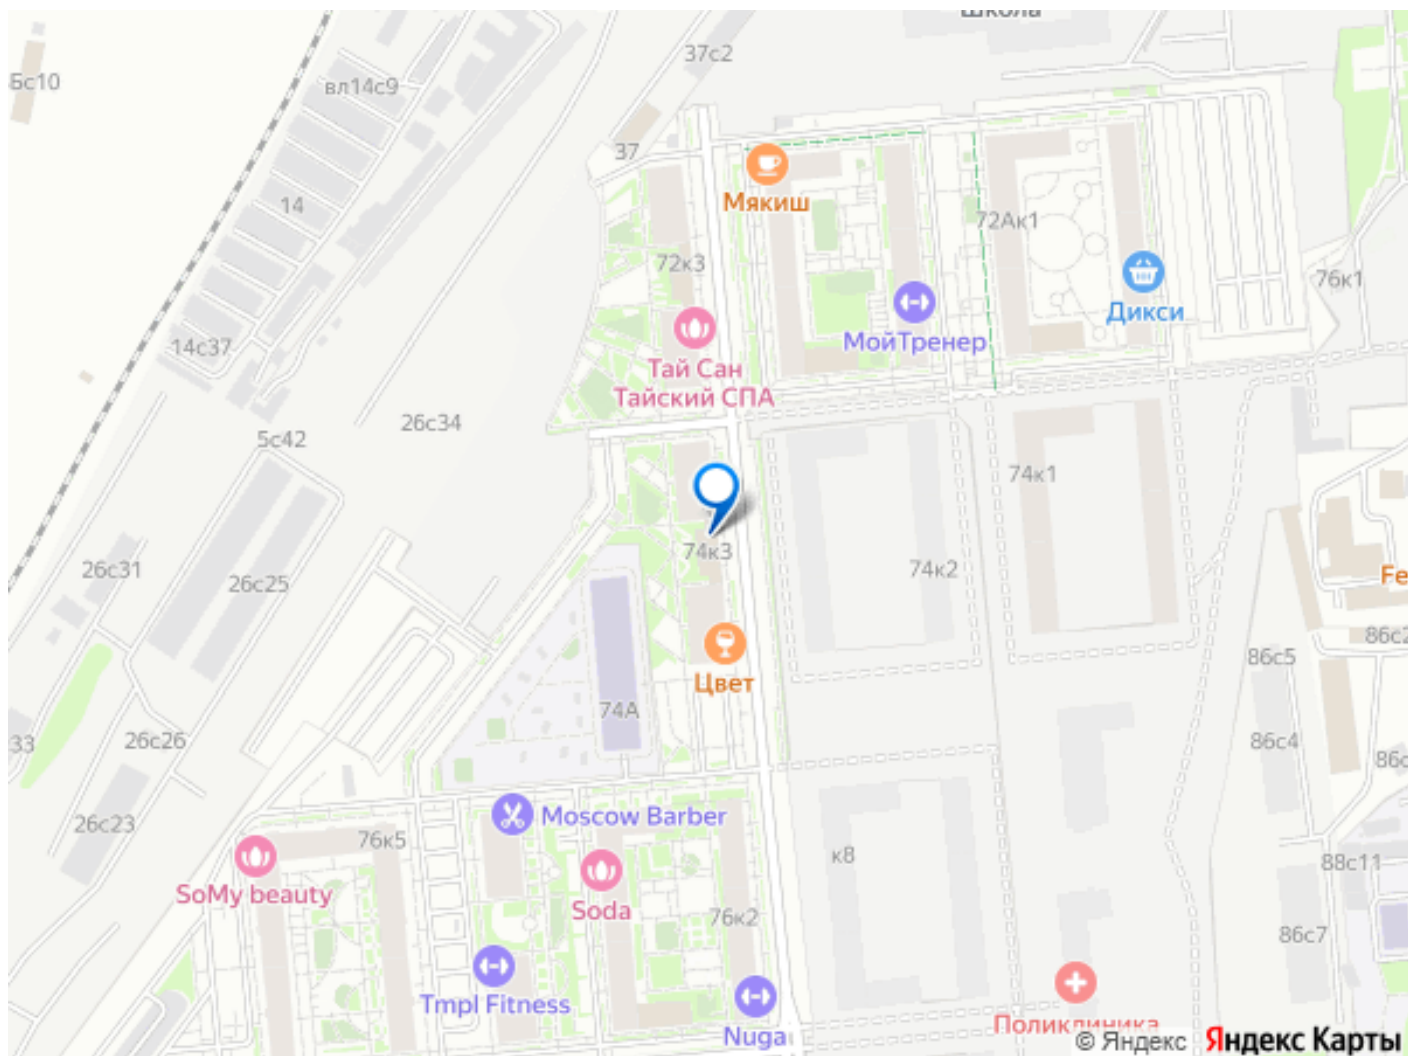 Школа
37с2
5с10
вл14с9
37
14
Мякиш
72Ак1
72к3
76к1
Дикси
МойТренер
14с37
Тай Сан
Тайский СПА
26с34
5с42
74к1
74к3
26с31
26с25
74к2
Fe
86с2
86с5
Цвет
74А
33
26с26
86с4
86с
Moscow Barber
26с23
76к5
к8
88с11
SoMy beauty
Soda
76к2
86с7
Tmpl Fitness
Nuga
Поликлиника
© Яндекс Яндекс Карты